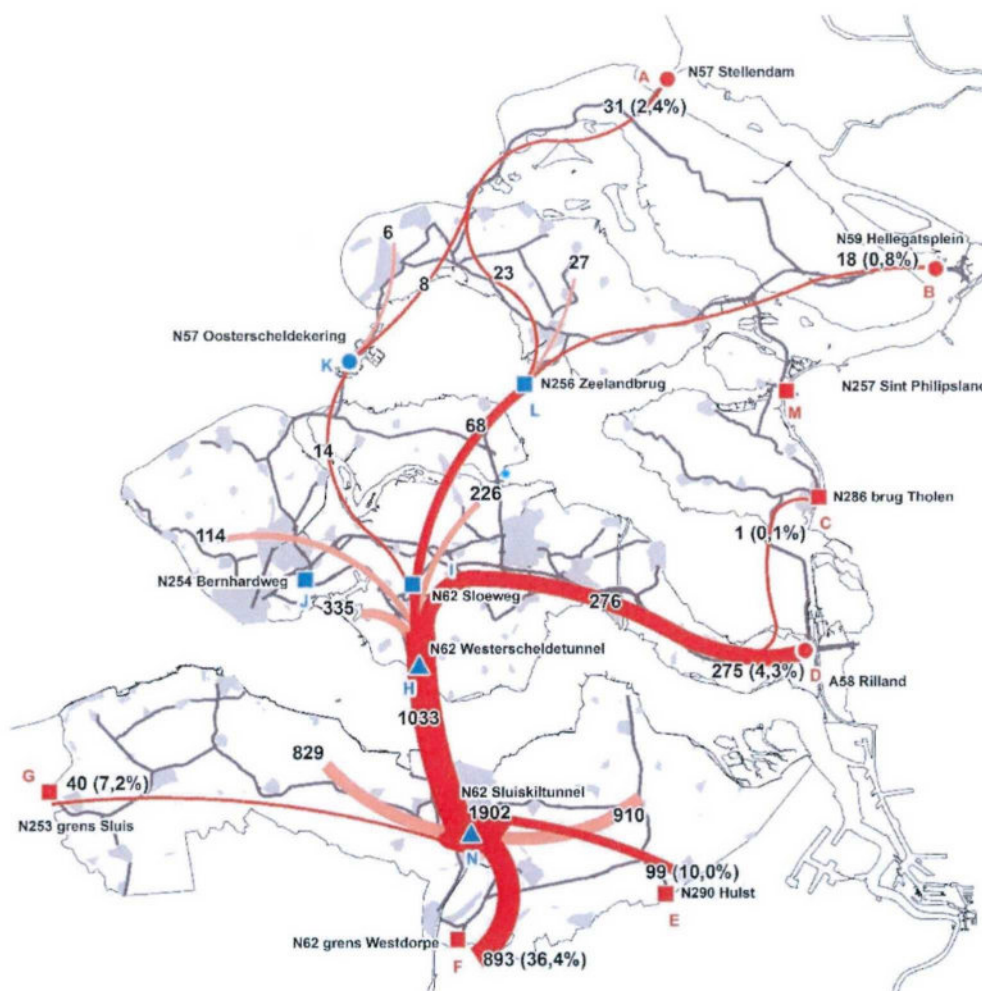 A
N57 Stellendam
31 (2,4%)
N59 Hellegatsplein
18 (0,8%)
B
6
8
23
27
N57 Oosterscheldekering
K
N256 Zeelandbrug
L
N257 Sint Philipsland
M
68
14
226
N286 brug Tholen
C
1 (0,1%)
114
N254 Bernhardweg
J
I
N62 Sloeweg
335
276
N62 Westerscheldetunnel
H
275 (4,3%)
D
A58 Rilland
1033
829
G
40 (7,2%)
N253 grens Sluis
N62 Sluiskiltunnel
1902
910
N
99 (10,0%)
N290 Hulst
E
N62 grens Westdorpe
F
893 (36,4%)